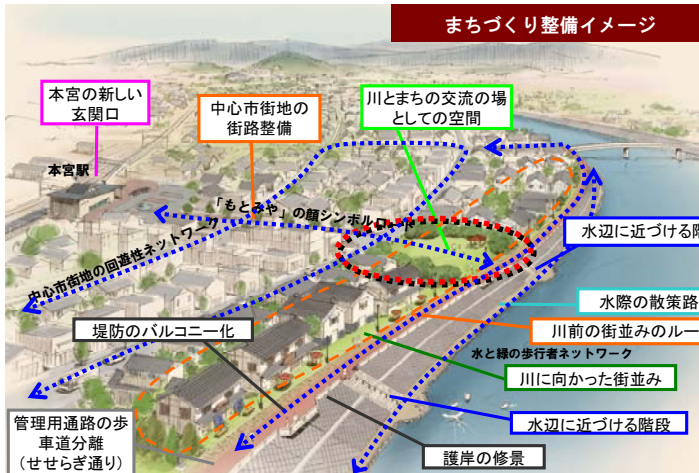 まちづくり整備イメージ
本宮の新しい
玄関口
中心市街地の
街路整備
川とまちの交流の場
としての空間
本宮駅
「もとみや」の顔シンボルロード
中心市街地の回遊性ネットワーク
水辺に近づける階
水際の散策路
堤防のバルコニー化
川前の街並みのルー
水と緑の歩行者ネットワーク
川に向かった街並み
管理用通路の歩
車道分離
(せせらぎ通り)
水辺に近づける階段
護岸の修景